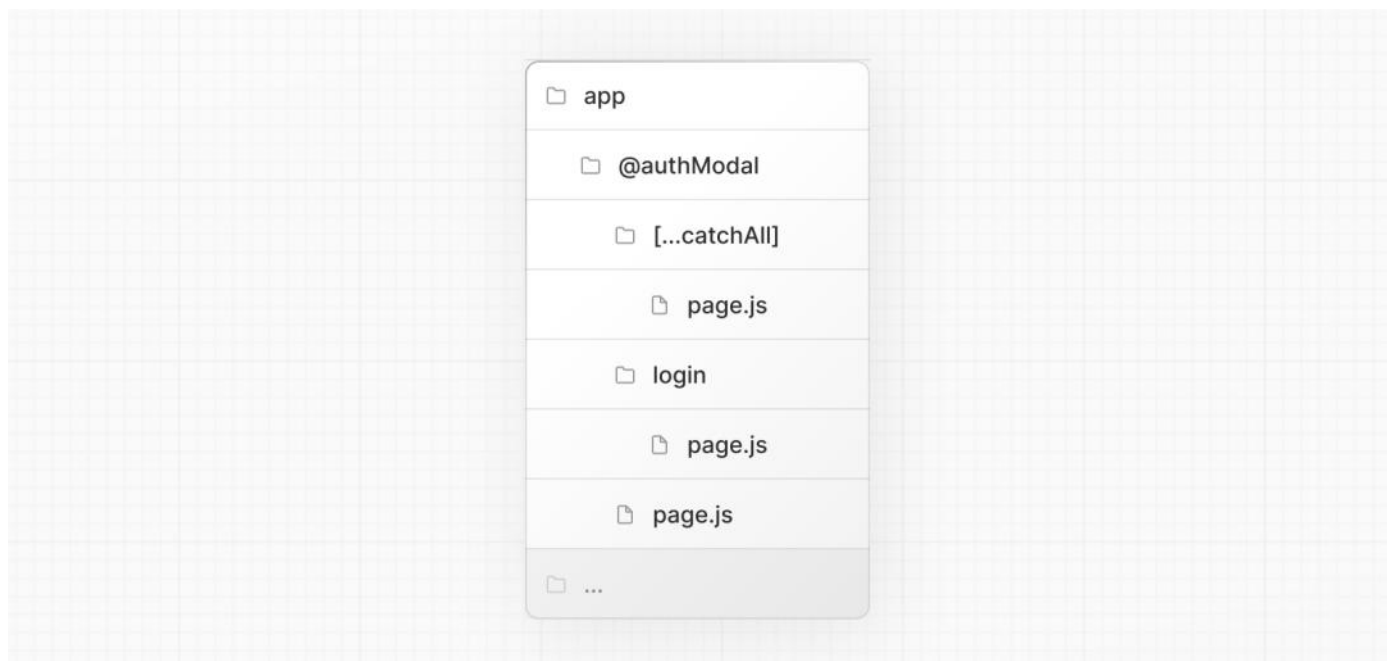 app
@authModal
[...catchAll]
page.js
login
page.js
page.js
...